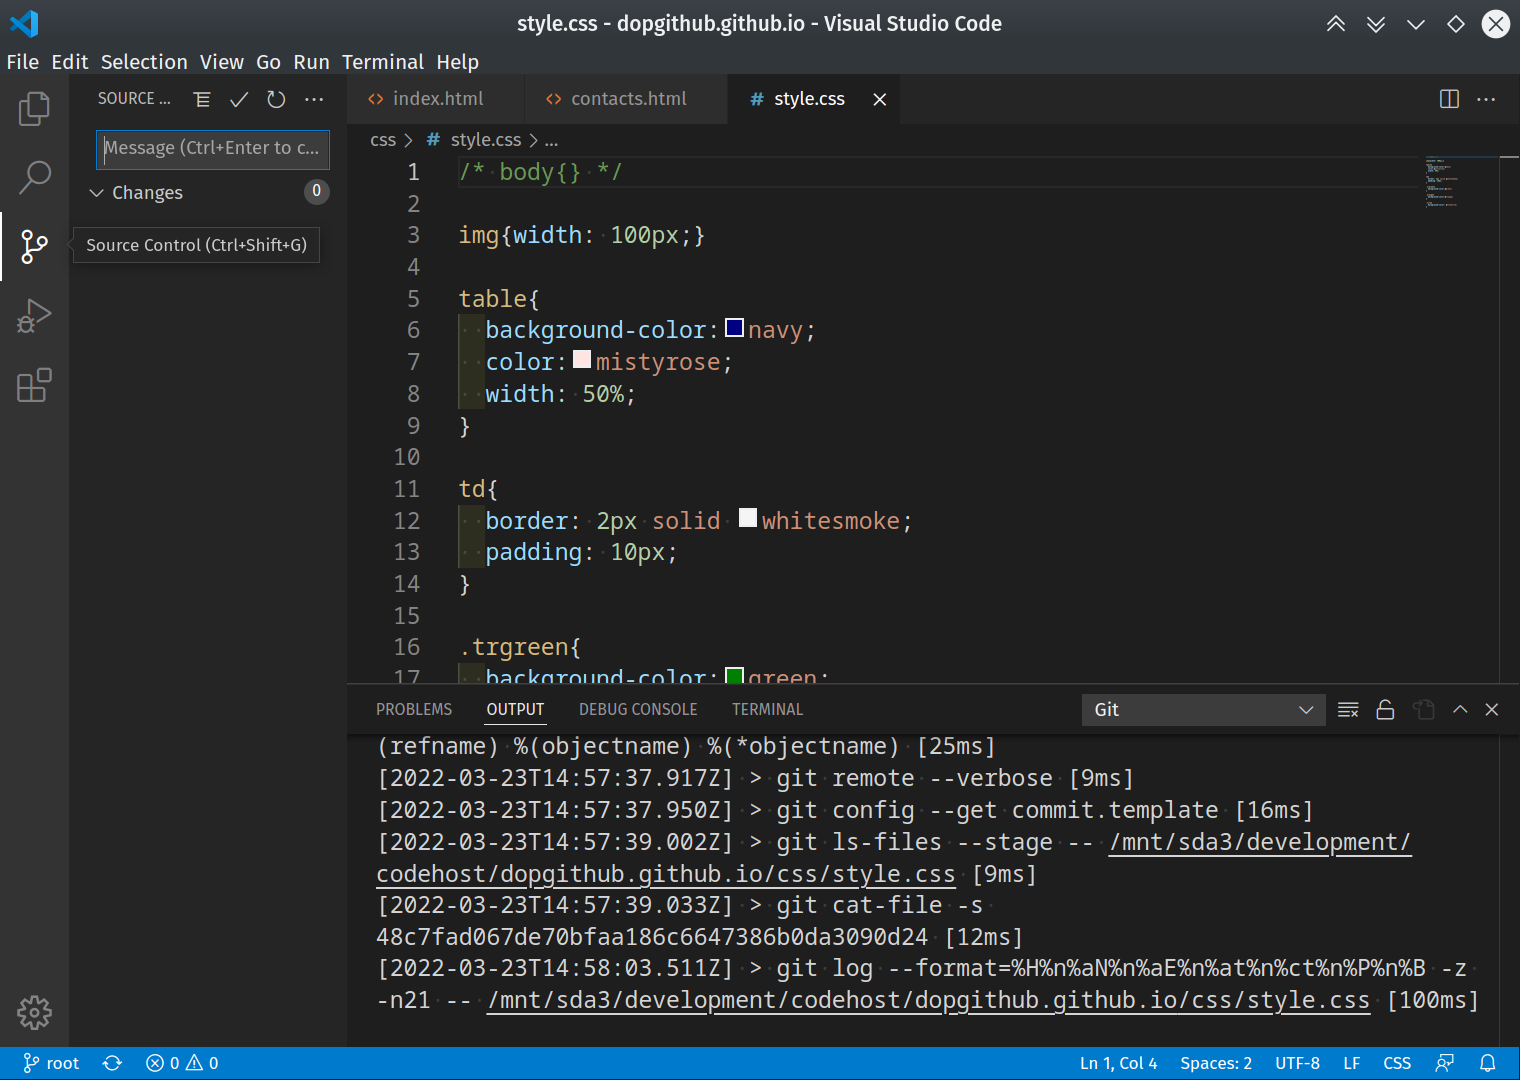 style.css - dopgithub.github.io - Visual Studio Code
File Edit Selection View Go Run Terminal Help
SOURCE ...
Message (Ctrl+Enter to c...
Changes 0
Source Control (Ctrl+Shift+G)
<> index.html <> contacts.html # style.css
css > # style.css > ...
1 /* body{} */
2
3 img{width: 100px;}
4
5 table{
6 background-color: navy;
7 color: mistyrose;
8 width: 50%;
9 }
10
11 td{
12 border: 2px solid whitesmoke;
13 padding: 10px;
14 }
15
16 .trgreen{
17 background-color: green;
PROBLEMS OUTPUT DEBUG CONSOLE TERMINAL Git
(refname) %(objectname) %(*objectname) [25ms]
[2022-03-23T14:57:37.917Z] > git remote --verbose [9ms]
[2022-03-23T14:57:37.950Z] > git config --get commit.template [16ms]
[2022-03-23T14:57:39.002Z] > git ls-files --stage -- /mnt/sda3/development/
codehost/dopgithub.github.io/css/style.css [9ms]
[2022-03-23T14:57:39.033Z] > git cat-file -s
48c7fad067de70bfaa186c6647386b0da3090d24 [12ms]
[2022-03-23T14:58:03.511Z] > git log --format=%H%n%aN%n%aE%n%at%n%ct%n%P%n%B -z
-n21 -- /mnt/sda3/development/codehost/dopgithub.github.io/css/style.css [100ms]
root 0 0 Ln 1, Col 4 Spaces: 2 UTF-8 LF CSS